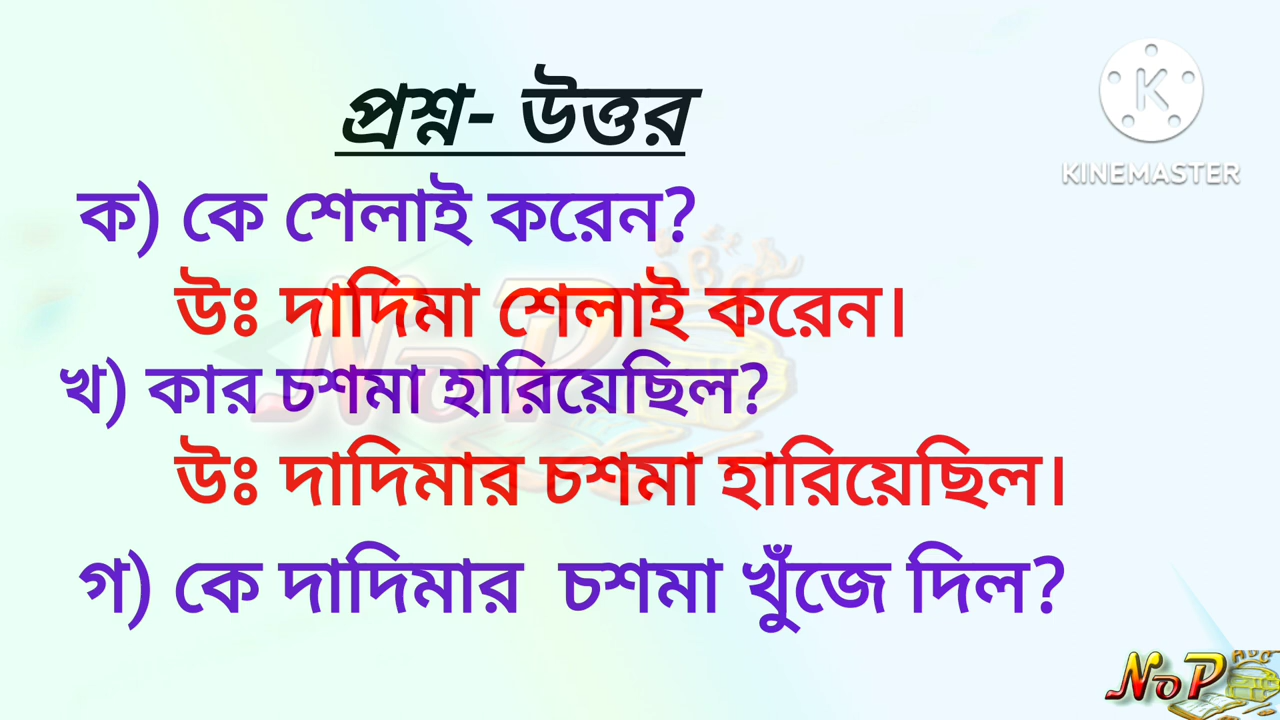 প্রশ্ন- উত্তর
KINEMASTER
ক) কে শেলাই করেন?
উঃ দাদিমা শেলাই করেন।
খ) কার চশমা হারিয়েছিল?
উঃ দাদিমার চশমা হারিয়েছিল।
গ) কে দাদিমার চশমা খুঁজে দিল?
NoP